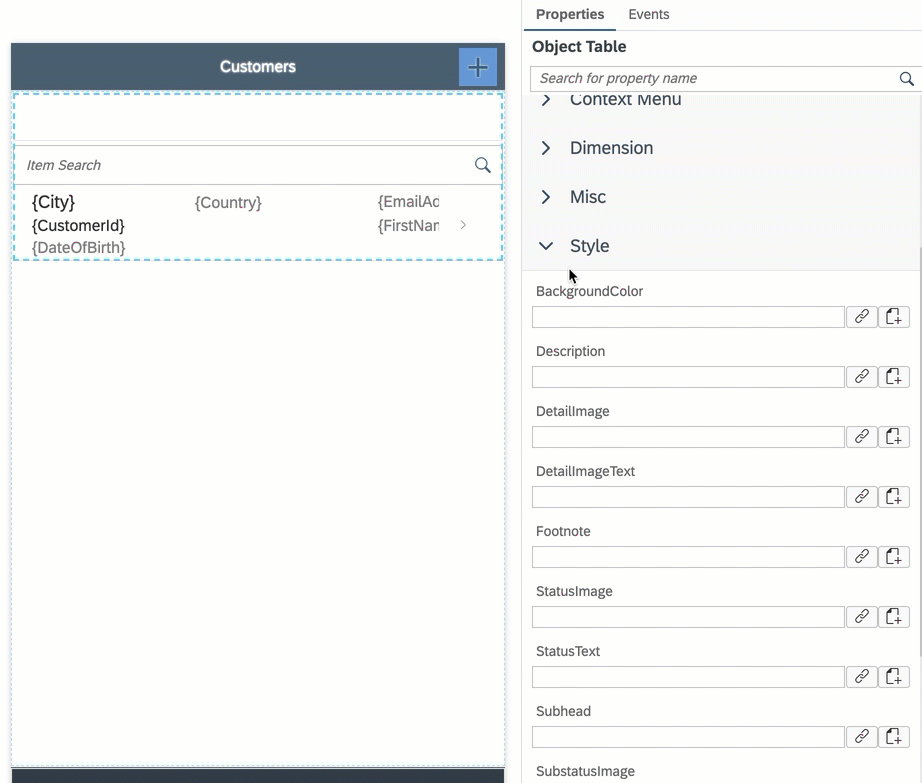 Customers
Item Search
{City}
{Country}
{EmailAc
{CustomerId}
{FirstNar
{DateOfBirth}
Properties
Events
Object Table
Search for property name
Context Menu
Dimension
Misc
Style
BackgroundColor
Description
DetailImage
DetailImageText
Footnote
StatusImage
StatusText
Subhead
SubstatusImage